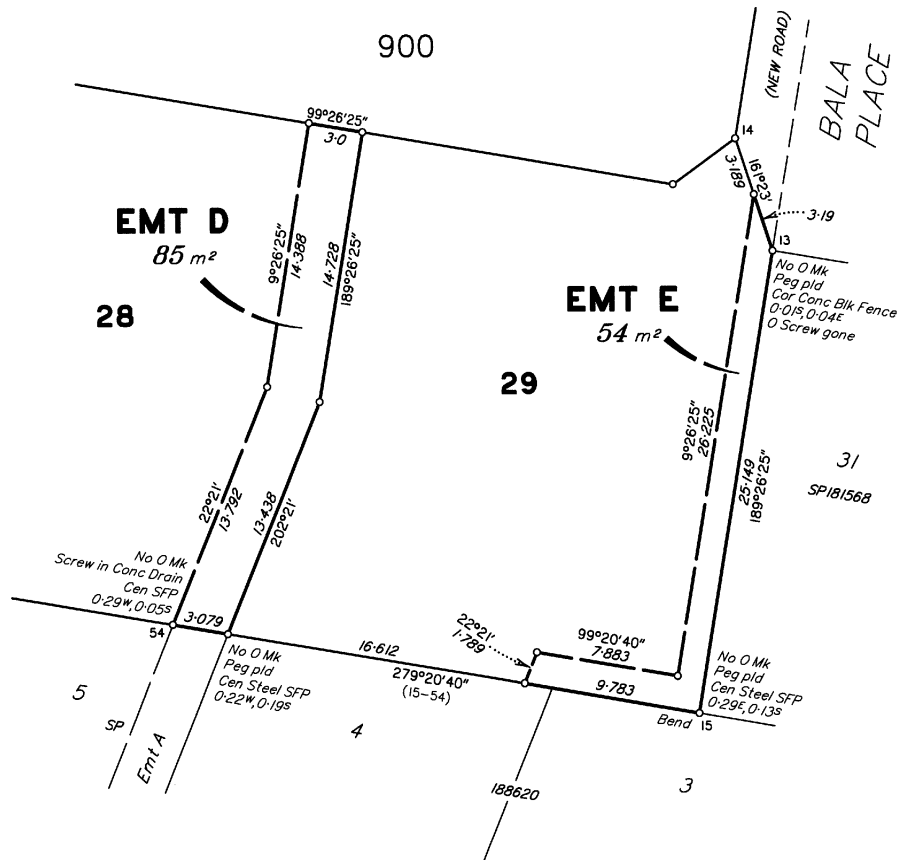 900
(NEW ROAD)
BALA
PLACE
99°26'25"
3·0
14
3·189
161°23'
3·19
13
EMT D
85 m²
9°26'25"
14·388
14·728
189°26'25"
28
No O Mk
Peg pld
Cor Conc Blk Fence
0·01ˢ, 0·04ᴱ
O Screw gone
EMT E
54 m²
29
9°26'25"
26·225
25·149
189°26'25"
31
SP181568
22°21'
13·792
13·438
202°21'
No O Mk
Screw in Conc Drain
Cen SFP
0·29ᵂ, 0·05ˢ
54
3·079
No O Mk
Peg pld
Cen Steel SFP
0·22ᵂ, 0·19ˢ
16·612
279°20'40"
(15-54)
22°21'
1·789
99°20'40"
7·883
9·783
No O Mk
Peg pld
Cen Steel SFP
0·29ᴱ, 0·13ˢ
Bend
15
5
SP
Emt A
4
188620
3